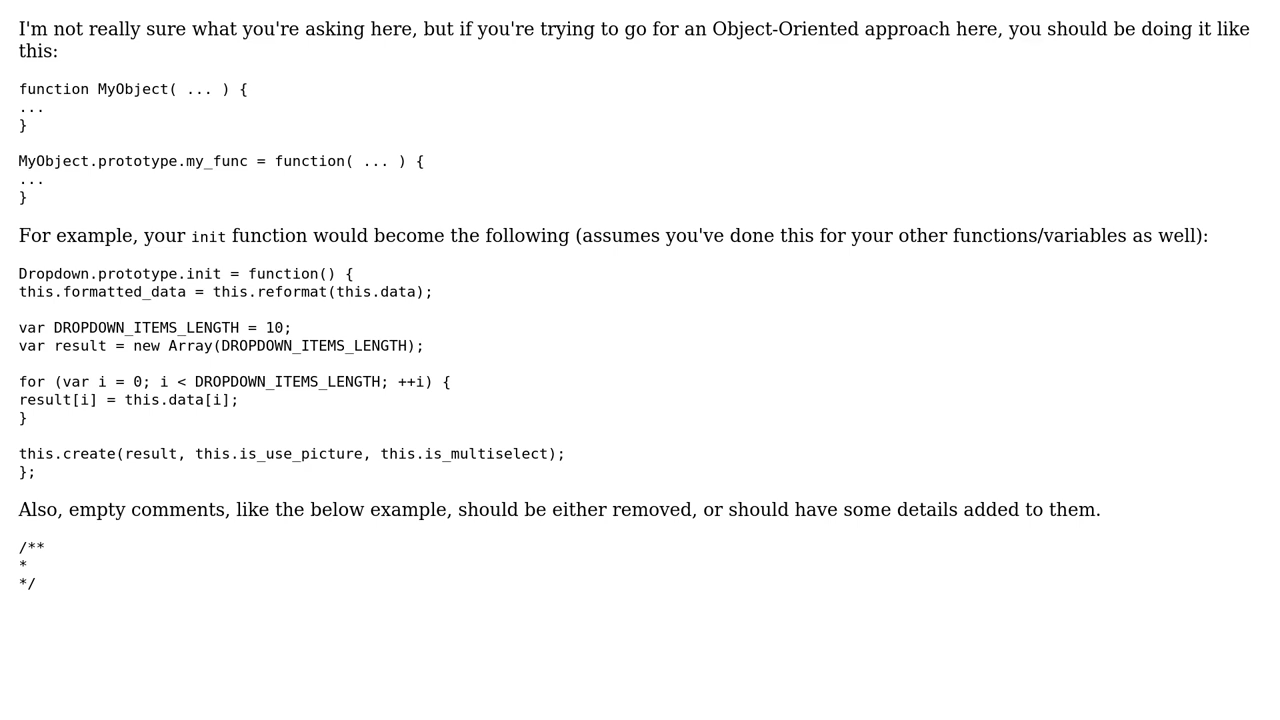 I'm not really sure what you're asking here, but if you're trying to go for an Object-Oriented approach here, you should be doing it like
this:
function MyObject( ... ) {
...
}
MyObject.prototype.my_func = function( ... ) {
...
}
For example, your init function would become the following (assumes you've done this for your other functions/variables as well):
Dropdown.prototype.init = function() {
this.formatted_data = this.reformat(this.data);
var DROPDOWN_ITEMS_LENGTH = 10;
var result = new Array(DROPDOWN_ITEMS_LENGTH);
for (var i = 0; i < DROPDOWN_ITEMS_LENGTH; ++i) {
result[i] = this.data[i];
}
this.create(result, this.is_use_picture, this.is_multiselect);
};
Also, empty comments, like the below example, should be either removed, or should have some details added to them.
/**
*
*/